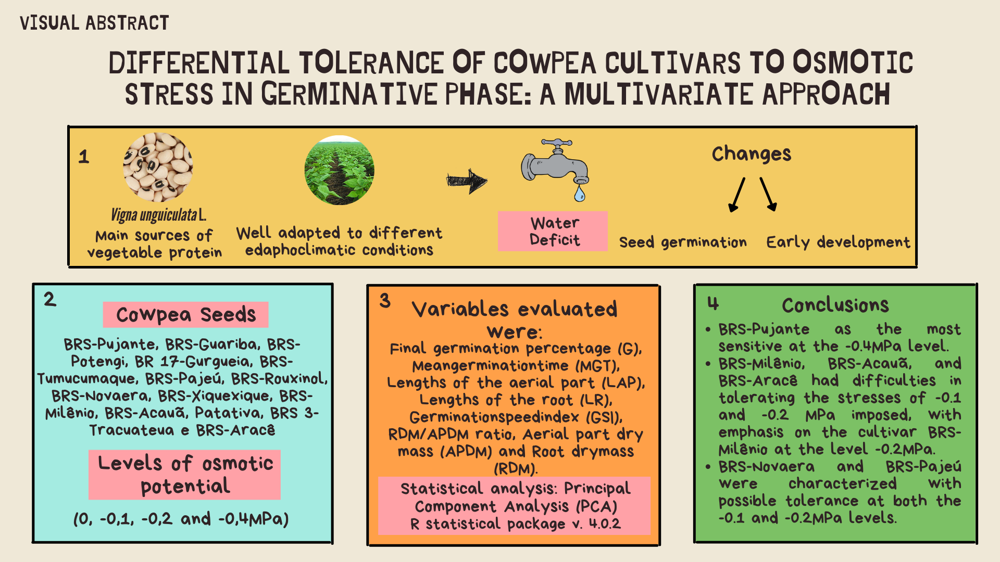 VISUAL ABSTRACT
DIFFERENTIAL TOLERANCE OF COWPEA CULTIVARS TO OSMOTIC
STRESS IN GERMINATIVE PHASE: A MULTIVARIATE APPROACH
1
Vigna unguiculata L.
Main sources of
vegetable protein
Well adapted to different
edaphoclimatic conditions
Water
Deficit
Changes
Seed germination
Early development
2
Cowpea Seeds
BRS-Pujante, BRS-Guariba, BRS-
Potengi, BR 17-Gurgueia, BRS-
Tumucumaque, BRS-Pajeú, BRS-Rouxinol,
BRS-Novaera, BRS-Xiquexique, BRS-
Milênio, BRS-Acauã, Patativa, BRS 3-
Tracuateua e BRS-Aracê
Levels of osmotic
potential
(0, -0,1, -0,2 and -0,4MPa)
3
Variables evaluated
were:
Final germination percentage (G),
Meangerminationtime (MGT),
Lengths of the aerial part (LAP),
Lengths of the root (LR),
Germinationspeedindex (GSI),
RDM/APDM ratio, Aerial part dry
mass (APDM) and Root drymass
(RDM).
Statistical analysis: Principal
Component Analysis (PCA)
R statistical package v. 4.0.2
4
Conclusions
• BRS-Pujante as the most
sensitive at the -0.4MPa level.
• BRS-Milênio, BRS-Acauã, and
BRS-Aracê had difficulties in
tolerating the stresses of -0.1
and -0.2 MPa imposed, with
emphasis on the cultivar BRS-
Milênio at the level -0.2MPa.
• BRS-Novaera and BRS-Pajeú
were characterized with
possible tolerance at both the
-0.1 and -0.2MPa levels.